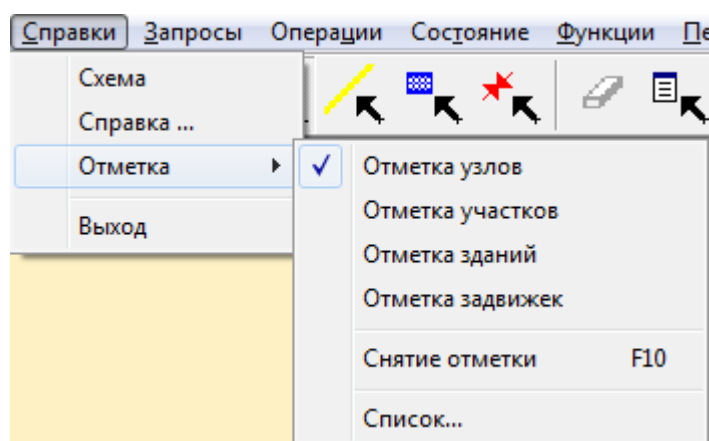 Справки Запросы Операции Состояние Функции
Схема
Справка ...
Отметка
Выход
Отметка узлов
Отметка участков
Отметка зданий
Отметка задвижек
Снятие отметки F10
Список...